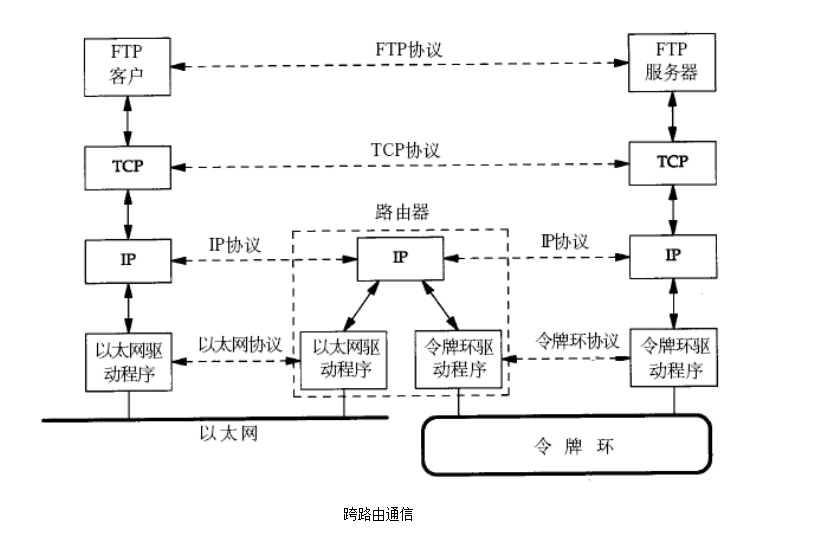 FTP
客户
FTP协议
FTP
服务器
TCP
TCP协议
TCP
路由器
IP
IP协议
IP
IP协议
IP
以太网驱
动程序
以太网协议
以太网驱
动程序
令牌环驱
动程序
令牌环协议
令牌环驱
动程序
以太网
令牌环
跨路由通信